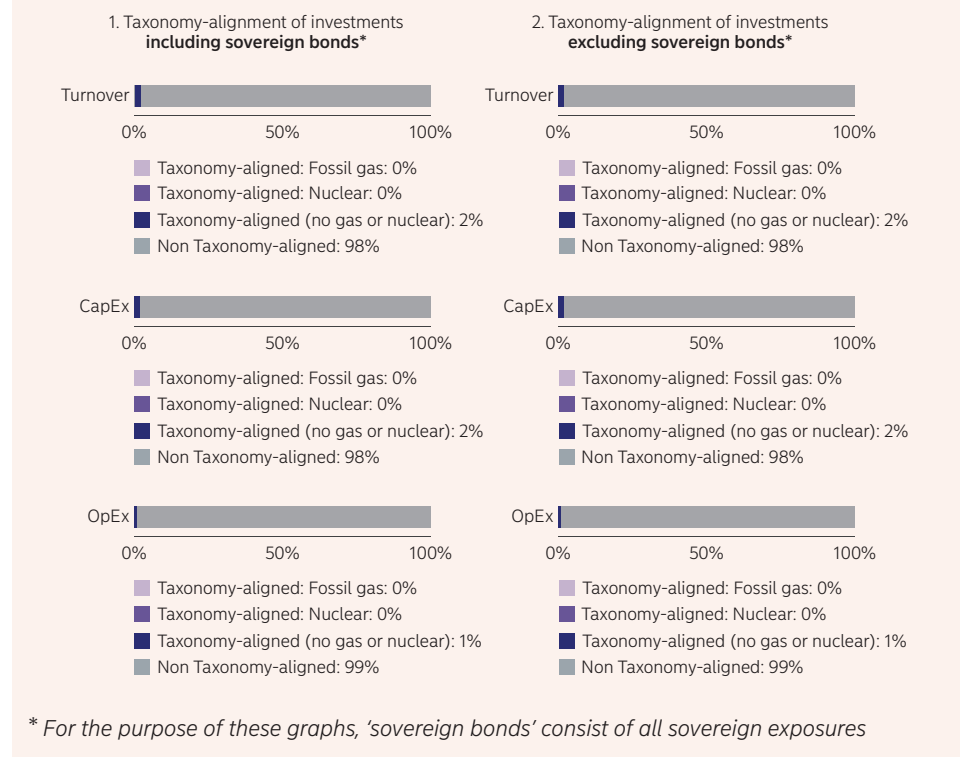 1. Taxonomy-alignment of investments
including sovereign bonds*
Turnover
0% 50% 100%
Taxonomy-aligned: Fossil gas: 0%
Taxonomy-aligned: Nuclear: 0%
Taxonomy-aligned (no gas or nuclear): 2%
Non Taxonomy-aligned: 98%
CapEx
0% 50% 100%
Taxonomy-aligned: Fossil gas: 0%
Taxonomy-aligned: Nuclear: 0%
Taxonomy-aligned (no gas or nuclear): 2%
Non Taxonomy-aligned: 98%
OpEx
0% 50% 100%
Taxonomy-aligned: Fossil gas: 0%
Taxonomy-aligned: Nuclear: 0%
Taxonomy-aligned (no gas or nuclear): 1%
Non Taxonomy-aligned: 99%
2. Taxonomy-alignment of investments
excluding sovereign bonds*
Turnover
0% 50% 100%
Taxonomy-aligned: Fossil gas: 0%
Taxonomy-aligned: Nuclear: 0%
Taxonomy-aligned (no gas or nuclear): 2%
Non Taxonomy-aligned: 98%
CapEx
0% 50% 100%
Taxonomy-aligned: Fossil gas: 0%
Taxonomy-aligned: Nuclear: 0%
Taxonomy-aligned (no gas or nuclear): 2%
Non Taxonomy-aligned: 98%
OpEx
0% 50% 100%
Taxonomy-aligned: Fossil gas: 0%
Taxonomy-aligned: Nuclear: 0%
Taxonomy-aligned (no gas or nuclear): 1%
Non Taxonomy-aligned: 99%
* For the purpose of these graphs, ‘sovereign bonds’ consist of all sovereign exposures